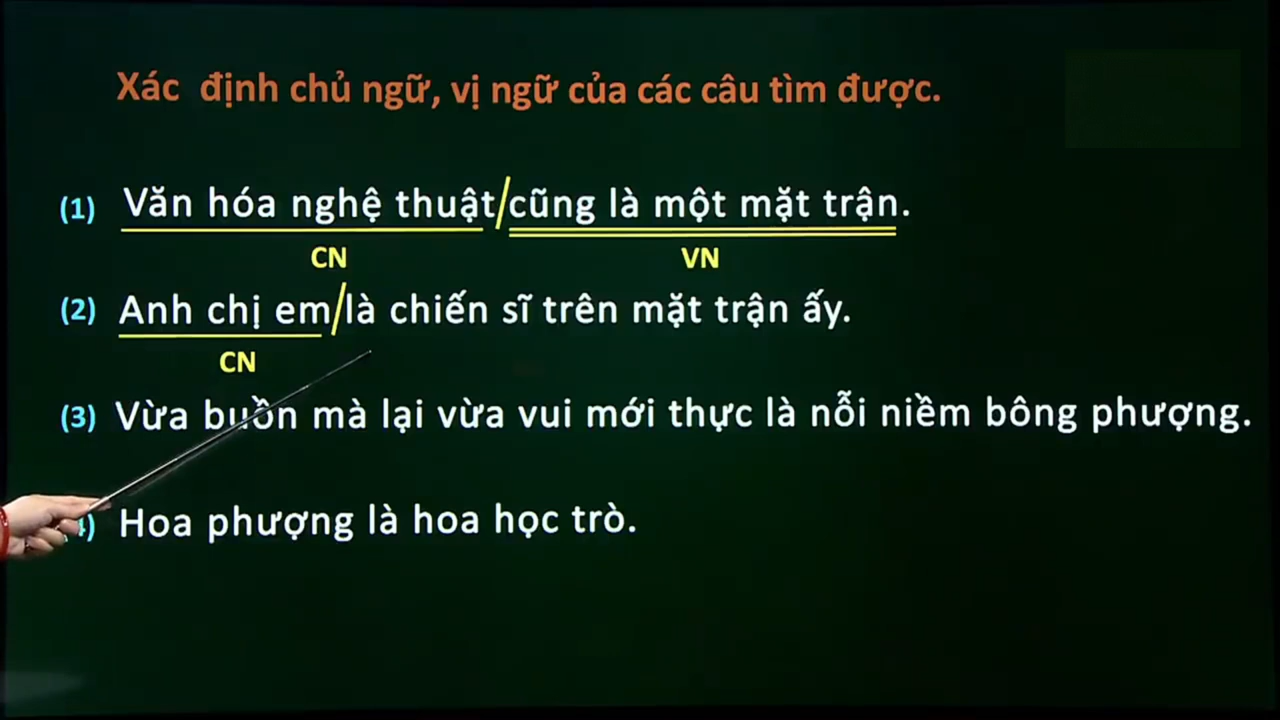 Xác định chủ ngữ, vị ngữ của các câu tìm được.
(1) Văn hóa nghệ thuật/cũng là một mặt trận.
CN VN
(2) Anh chị em/là chiến sĩ trên mặt trận ấy.
CN
(3) Vừa buồn mà lại vừa vui mới thực là nỗi niềm bông phượng.
4) Hoa phượng là hoa học trò.